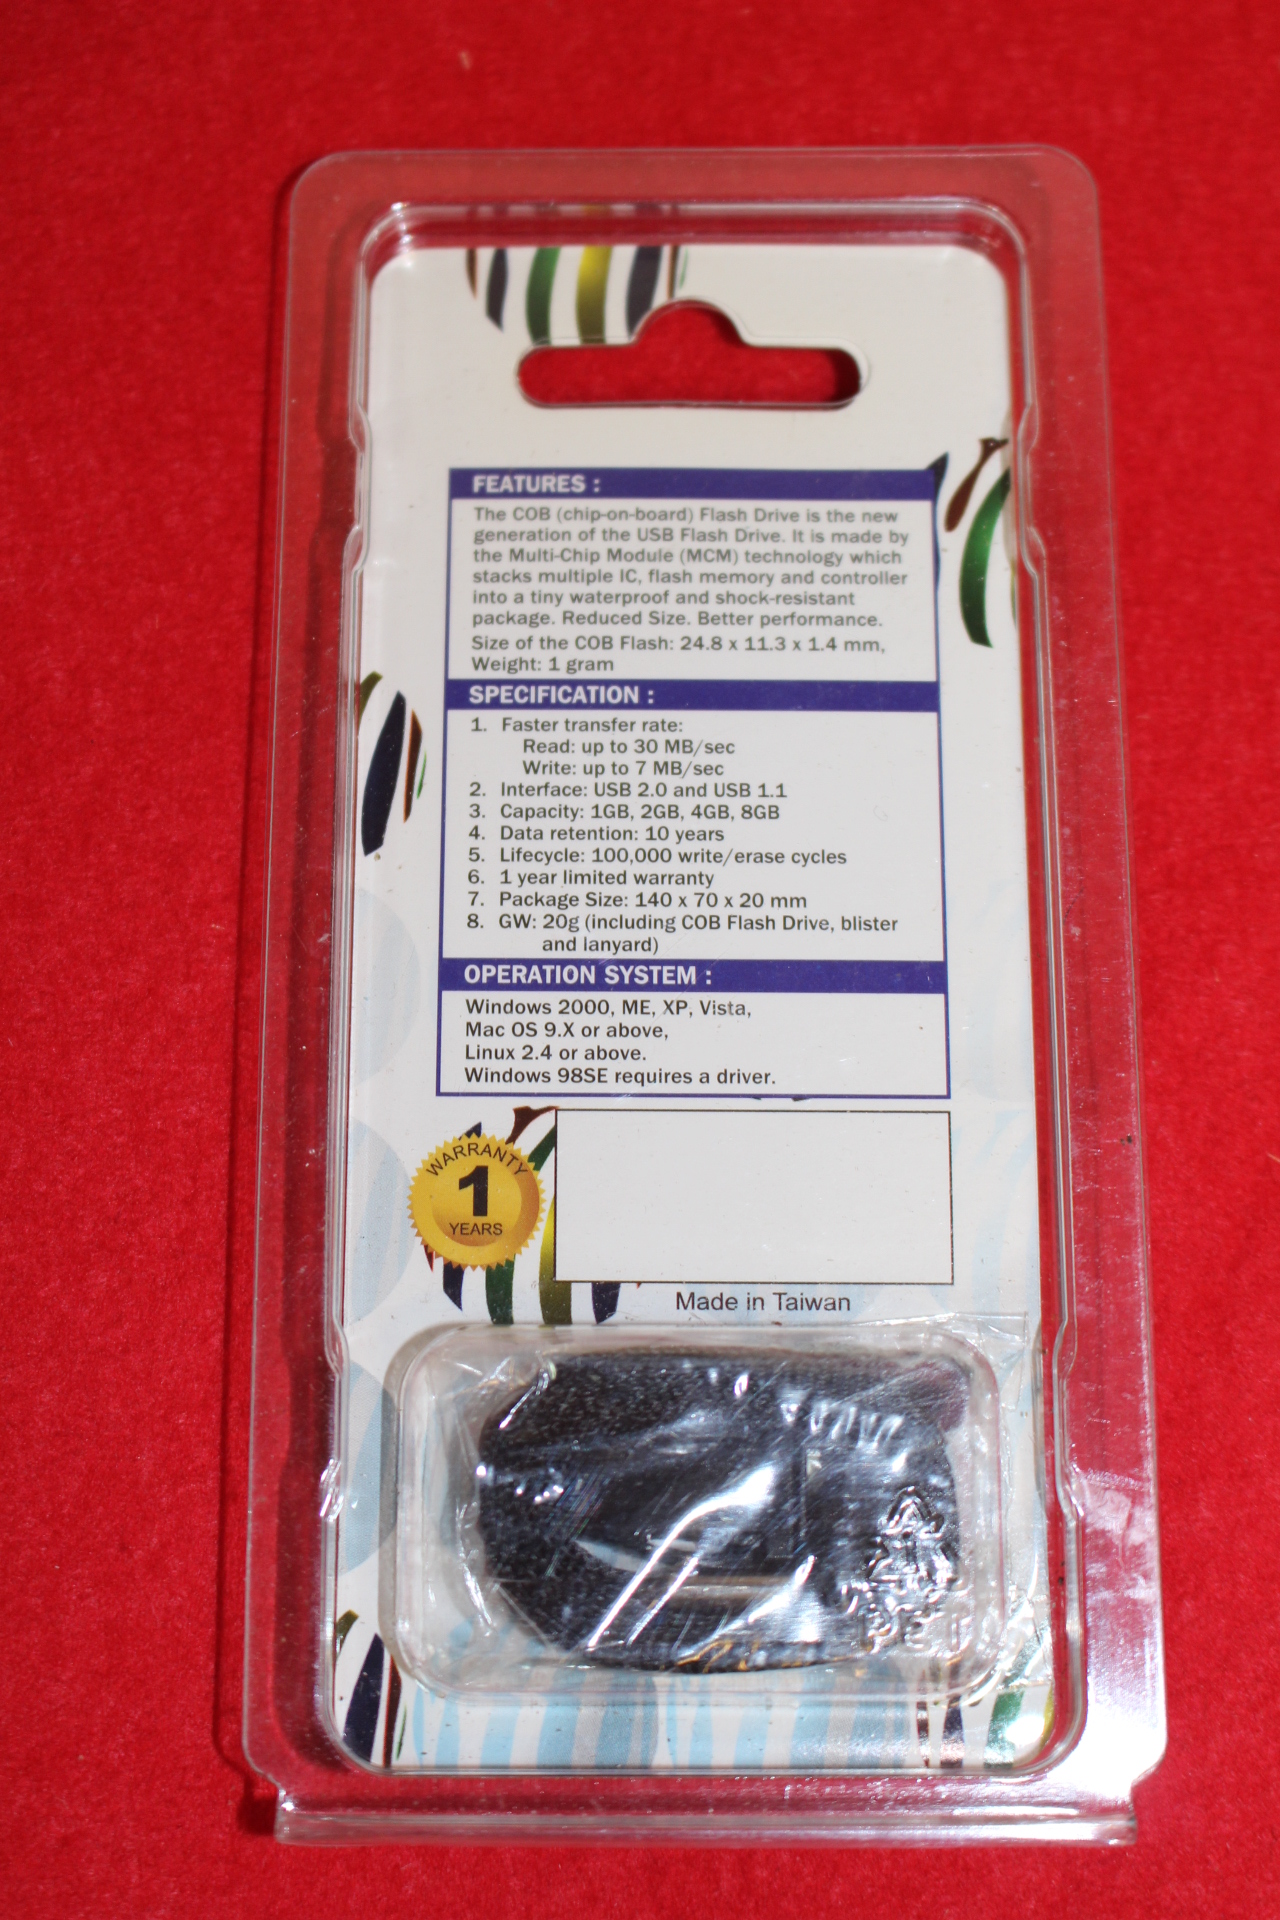 FEATURES :
The COB (chip-on-board) Flash Drive is the new
generation of the USB Flash Drive. It is made by
the Multi-Chip Module (MCM) technology which
stacks multiple IC, flash memory and controller
into a tiny waterproof and shock-resistant
package. Reduced Size. Better performance.
Size of the COB Flash: 24.8 x 11.3 x 1.4 mm,
Weight: 1 gram
SPECIFICATION :
1. Faster transfer rate:
Read: up to 30 MB/sec
Write: up to 7 MB/sec
2. Interface: USB 2.0 and USB 1.1
3. Capacity: 1GB, 2GB, 4GB, 8GB
4. Data retention: 10 years
5. Lifecycle: 100,000 write/erase cycles
6. 1 year limited warranty
7. Package Size: 140 x 70 x 20 mm
8. GW: 20g (including COB Flash Drive, blister
and lanyard)
OPERATION SYSTEM :
Windows 2000, ME, XP, Vista,
Mac OS 9.X or above,
Linux 2.4 or above.
Windows 98SE requires a driver.
WARRANTY
1
YEARS
Made in Taiwan
1
PET